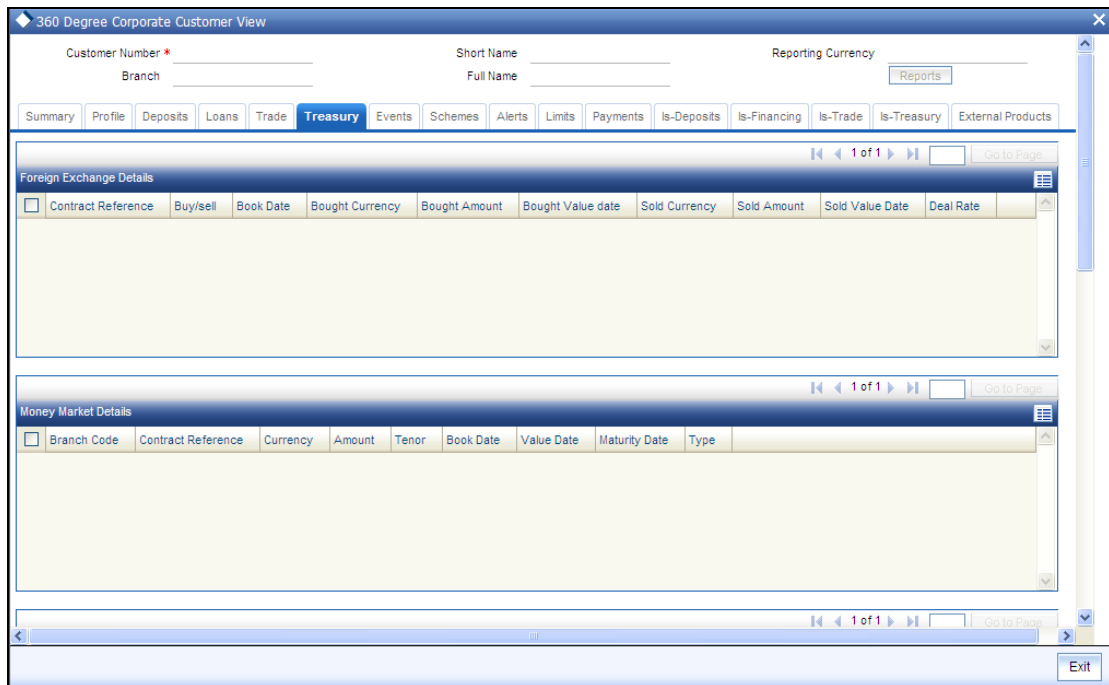 360 Degree Corporate Customer View
Customer Number * Short Name Reporting Currency
Branch Full Name Reports
Summary Profile Deposits Loans Trade Treasury Events Schemes Alerts Limits Payments Is-Deposits Is-Financing Is-Trade Is-Treasury External Products
1 of 1 Go to Page
Foreign Exchange Details
Contract Reference Buy/sell Book Date Bought Currency Bought Amount Bought Value date Sold Currency Sold Amount Sold Value Date Deal Rate
1 of 1 Go to Page
Money Market Details
Branch Code Contract Reference Currency Amount Tenor Book Date Value Date Maturity Date Type
1 of 1 Go to Page
Exit